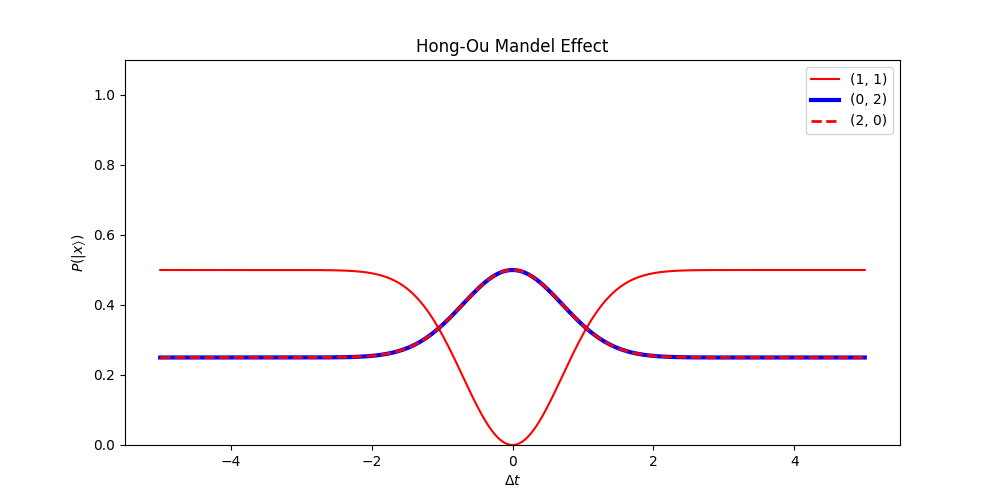 Hong-Ou Mandel Effect
(1, 1)
(0, 2)
(2, 0)
1.0
0.8
0.6
0.4
0.2
0.0
P(|x⟩)
−4 −2 0 2 4
Δt